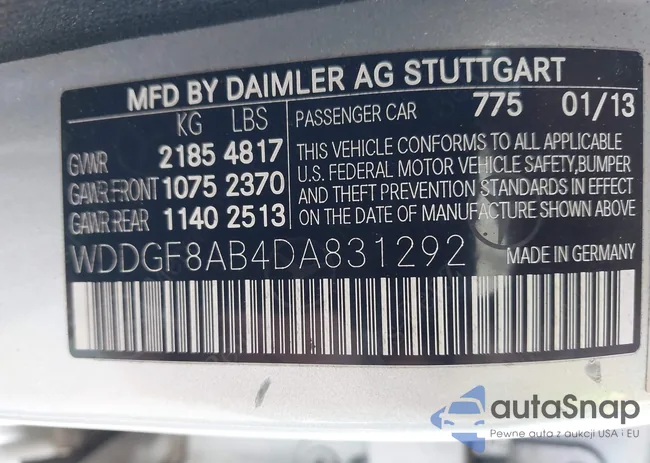 MFD BY DAIMLER AG STUTTGART
KG LBS
GVWR 2185 4817
GAWR FRONT 1075 2370
GAWR REAR 1140 2513
PASSENGER CAR 775 01/13
THIS VEHICLE CONFORMS TO ALL APPLICABLE
U.S. FEDERAL MOTOR VEHICLE SAFETY,BUMPER
AND THEFT PREVENTION STANDARDS IN EFFECT
ON THE DATE OF MANUFACTURE SHOWN ABOVE
WDDGF8AB4DA831292
MADE IN GERMANY
autaSnap
Pewne auta z aukcji USA i EU